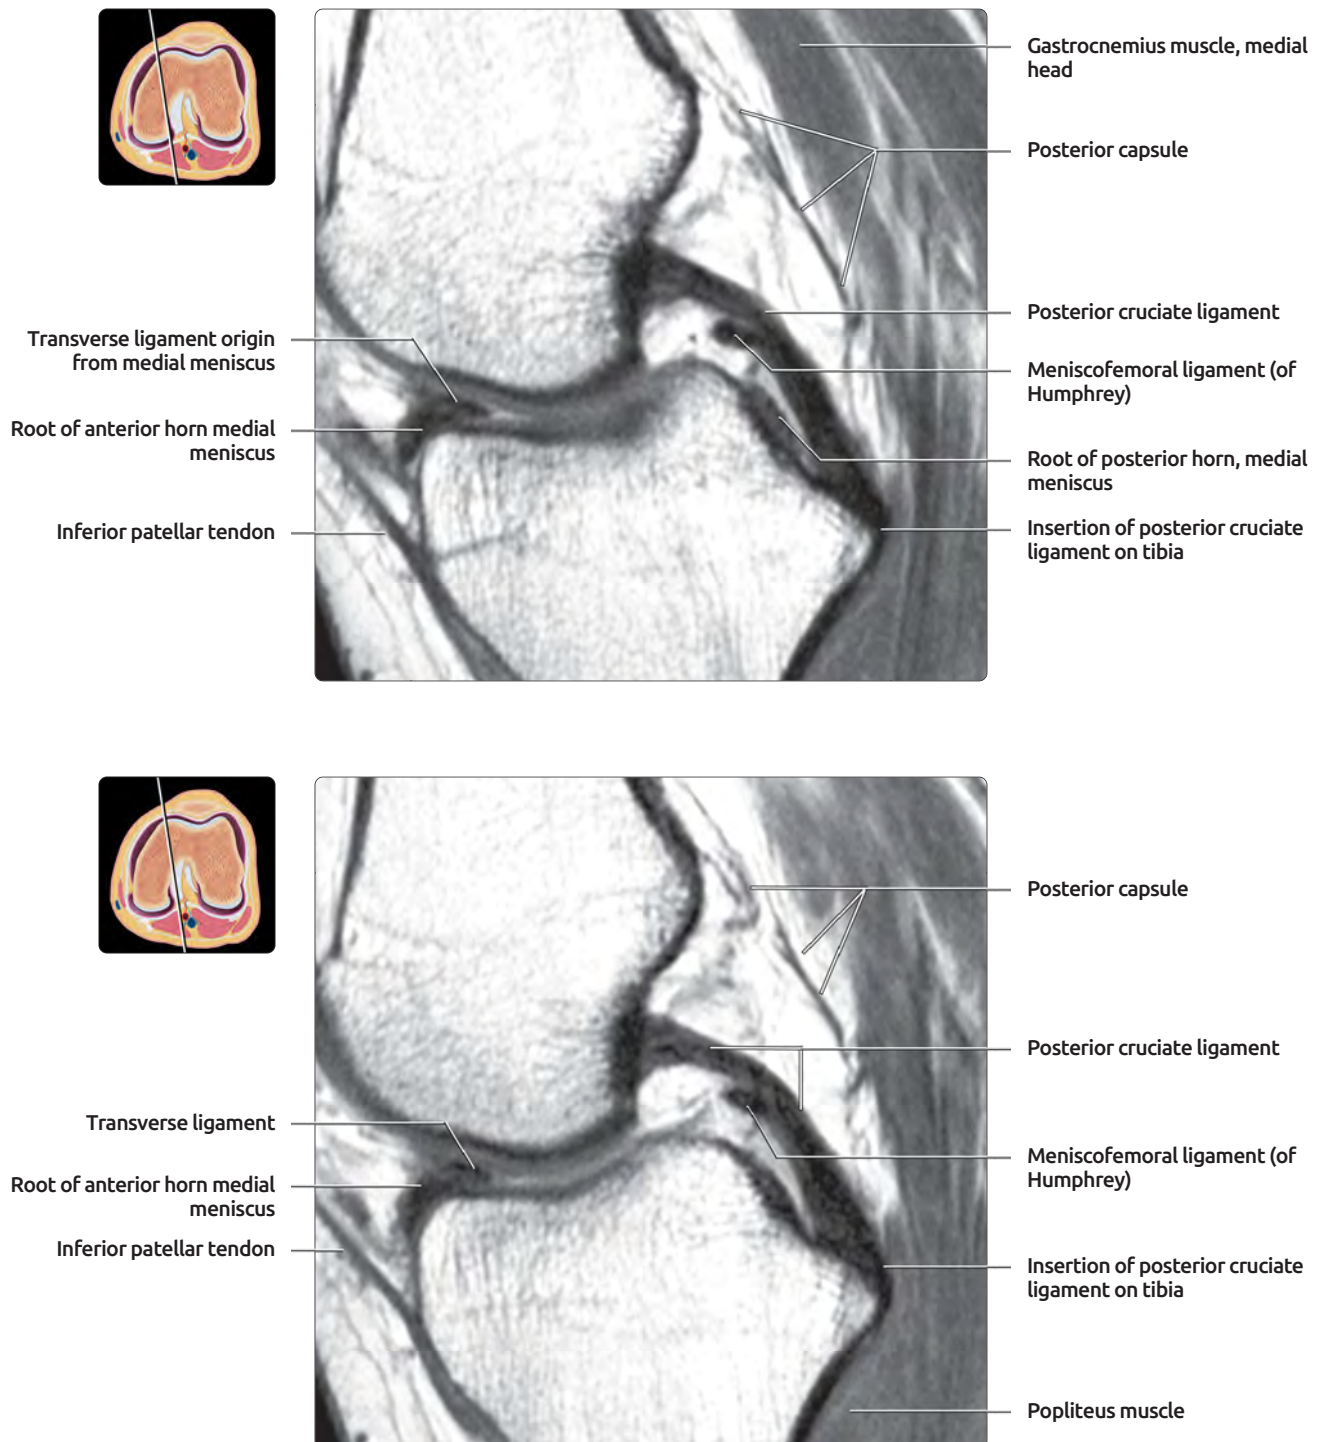 Gastrocnemius muscle, medial
head
Posterior capsule
Posterior cruciate ligament
Transverse ligament origin
from medial meniscus
Meniscofemoral ligament (of
Humphrey)
Root of anterior horn medial
meniscus
Root of posterior horn, medial
meniscus
Inferior patellar tendon
Insertion of posterior cruciate
ligament on tibia
Posterior capsule
Posterior cruciate ligament
Transverse ligament
Meniscofemoral ligament (of
Humphrey)
Root of anterior horn medial
meniscus
Inferior patellar tendon
Insertion of posterior cruciate
ligament on tibia
Popliteus muscle